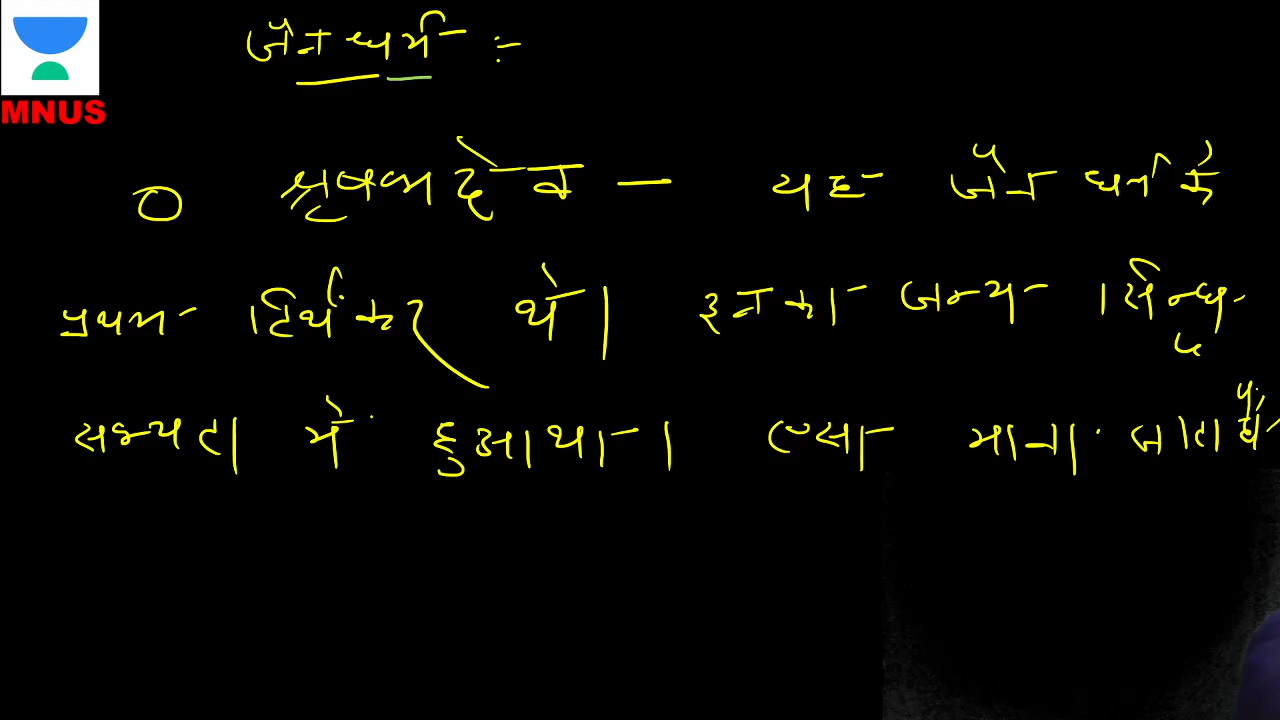 MNUS
जैन धर्म :-
O ऋषभदेव — यह जैन धर्म के
प्रथम तिर्थंकर थे। इनका जन्म सिन्धु
सभ्यता में हुआ था। ऐसा माना जाता हैं